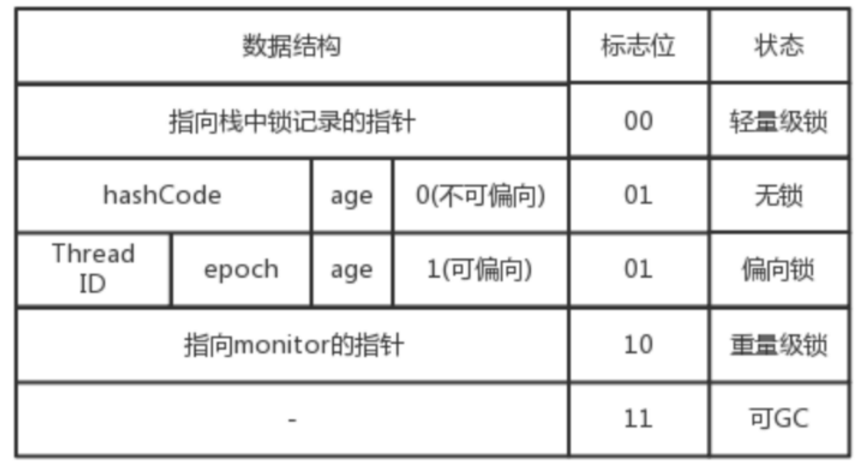 数据结构 标志位 状态
指向栈中锁记录的指针 00 轻量级锁
hashCode age 0(不可偏向) 01 无锁
Thread ID epoch age 1(可偏向) 01 偏向锁
指向monitor的指针 10 重量级锁
- 11 可GC